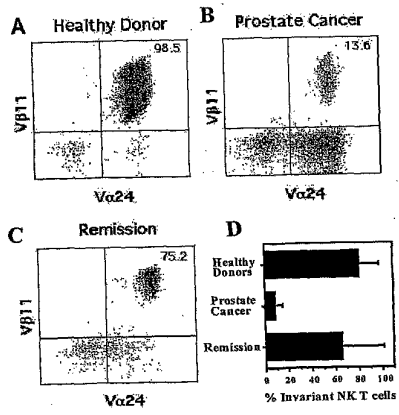 A Healthy Donor
98.5
Vβ11
Vα24
B Prostate Cancer
13.6
Vβ11
Vα24
C Remission
75.2
Vβ11
Vα24
D
Healthy
Donors
Prostate
Cancer
Remission
0 20 40 60 80 100
% Invariant NK T cells